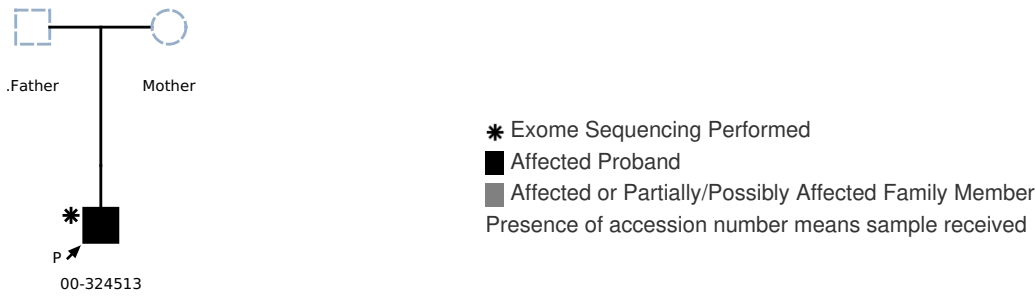 .Father
Mother
P
00-324513
Exome Sequencing Performed
Affected Proband
Affected or Partially/Possibly Affected Family Member
Presence of accession number means sample received